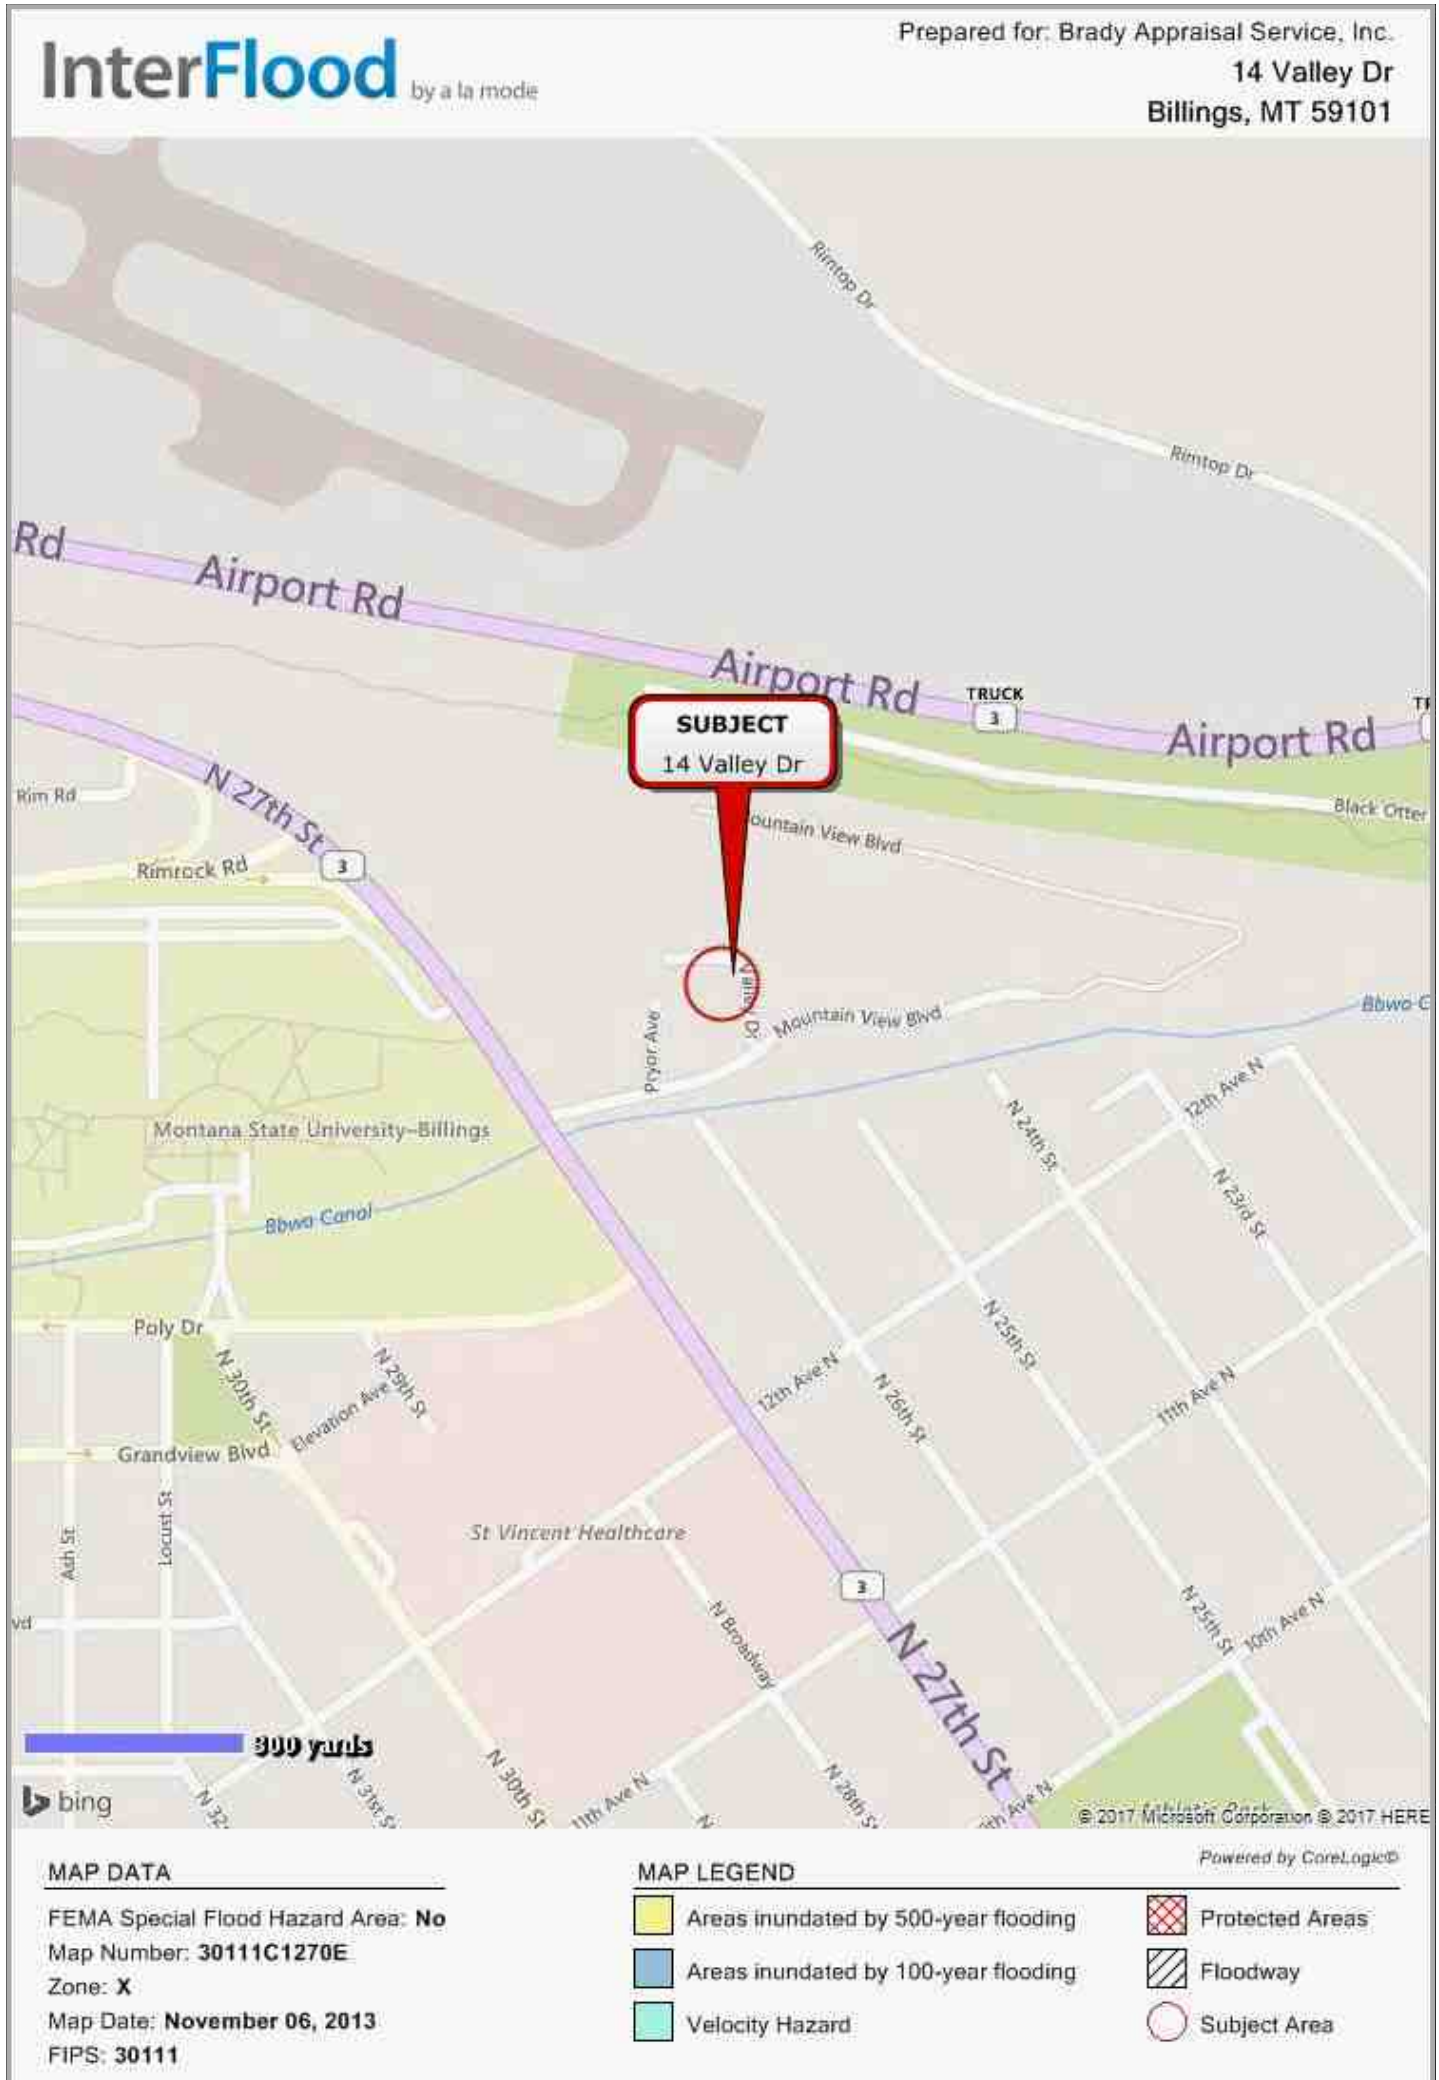 InterFlood by a la mode
Prepared for: Brady Appraisal Service, Inc.
14 Valley Dr
Billings, MT 59101
Rimtop Dr
Rimtop Dr
Rd
Airport Rd
Airport Rd
TRUCK
3
Airport Rd
SUBJECT
14 Valley Dr
N 27th St
3
Rim Rd
Rimrock Rd
Black Otter
ountain View Blvd
Valley Dr
Mountain View Blvd
Pryor Ave
Bbwa C
12th Ave N
N 24th St
N 23rd St
Montana State University–Billings
Bbwa Canal
Poly Dr
N 30th St
N 29th St
Elevation Ave
Grandview Blvd
N 25th St
12th Ave N
N 26th St
11th Ave N
Locust St
Ash St
St Vincent Healthcare
3
vd
N Broadway
N 25th St
10th Ave N
N 27th St
300 yards
bing
N 32
N 31st S
N 30th St
11th Ave N
N
N 28th S
th Ave N
© 2017 Microsoft Corporation © 2017 HERE
Powered by CoreLogic©
MAP DATA
FEMA Special Flood Hazard Area: No
Map Number: 30111C1270E
Zone: X
Map Date: November 06, 2013
FIPS: 30111
MAP LEGEND
Areas inundated by 500-year flooding
Areas inundated by 100-year flooding
Velocity Hazard
Protected Areas
Floodway
Subject Area